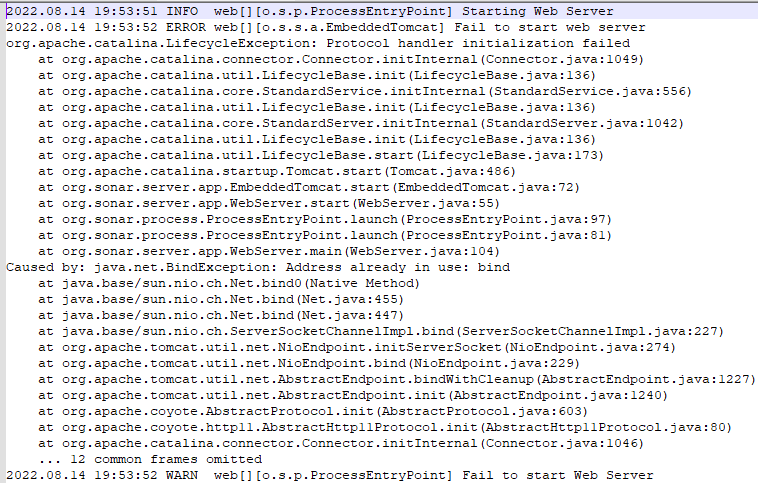 2022.08.14 19:53:51 INFO  web[][o.s.p.ProcessEntryPoint] Starting Web Server
2022.08.14 19:53:52 ERROR web[][o.s.s.a.EmbeddedTomcat] Fail to start web server
org.apache.catalina.LifecycleException: Protocol handler initialization failed
    at org.apache.catalina.connector.Connector.initInternal(Connector.java:1049)
    at org.apache.catalina.util.LifecycleBase.init(LifecycleBase.java:136)
    at org.apache.catalina.core.StandardService.initInternal(StandardService.java:556)
    at org.apache.catalina.util.LifecycleBase.init(LifecycleBase.java:136)
    at org.apache.catalina.core.StandardServer.initInternal(StandardServer.java:1042)
    at org.apache.catalina.util.LifecycleBase.init(LifecycleBase.java:136)
    at org.apache.catalina.util.LifecycleBase.start(LifecycleBase.java:173)
    at org.apache.catalina.startup.Tomcat.start(Tomcat.java:486)
    at org.sonar.server.app.EmbeddedTomcat.start(EmbeddedTomcat.java:72)
    at org.sonar.server.app.WebServer.start(WebServer.java:55)
    at org.sonar.process.ProcessEntryPoint.launch(ProcessEntryPoint.java:97)
    at org.sonar.process.ProcessEntryPoint.launch(ProcessEntryPoint.java:81)
    at org.sonar.server.app.WebServer.main(WebServer.java:104)
Caused by: java.net.BindException: Address already in use: bind
    at java.base/sun.nio.ch.Net.bind0(Native Method)
    at java.base/sun.nio.ch.Net.bind(Net.java:455)
    at java.base/sun.nio.ch.Net.bind(Net.java:447)
    at java.base/sun.nio.ch.ServerSocketChannelImpl.bind(ServerSocketChannelImpl.java:227)
    at org.apache.tomcat.util.net.NioEndpoint.initServerSocket(NioEndpoint.java:274)
    at org.apache.tomcat.util.net.NioEndpoint.bind(NioEndpoint.java:229)
    at org.apache.tomcat.util.net.AbstractEndpoint.bindWithCleanup(AbstractEndpoint.java:1227)
    at org.apache.tomcat.util.net.AbstractEndpoint.init(AbstractEndpoint.java:1240)
    at org.apache.coyote.AbstractProtocol.init(AbstractProtocol.java:603)
    at org.apache.coyote.http11.AbstractHttp11Protocol.init(AbstractHttp11Protocol.java:80)
    at org.apache.catalina.connector.Connector.initInternal(Connector.java:1046)
    ... 12 common frames omitted
2022.08.14 19:53:52 WARN  web[][o.s.p.ProcessEntryPoint] Fail to start Web Server